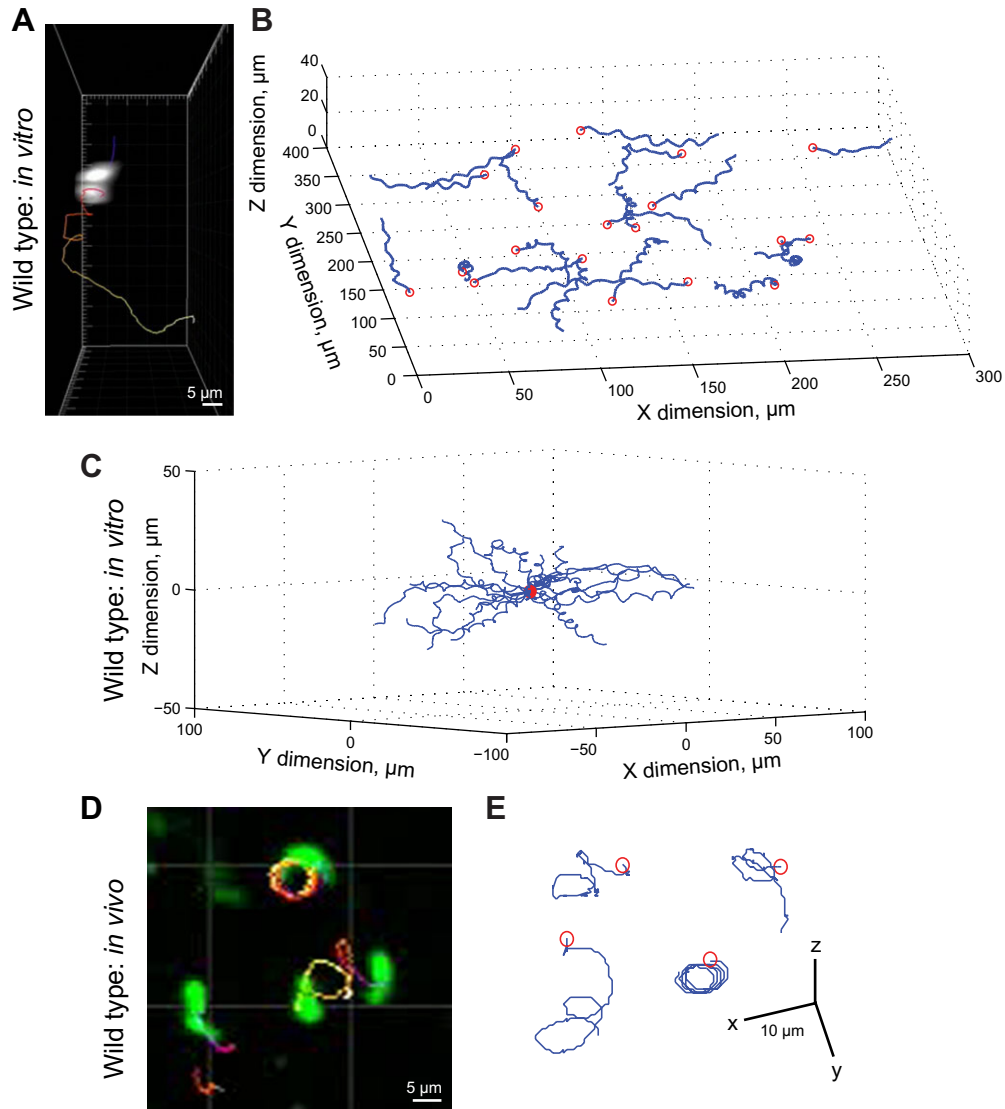 A
Wild type: in vitro
5 µm
B
Z dimension, µm
40
20
0
Y dimension, µm
400
350
300
250
200
150
100
50
0
0
50
100
150
200
250
300
X dimension, µm
C
Wild type: in vitro
Z dimension, µm
50
0
−50
100
0
−100
Y dimension, µm
−50
0
50
100
X dimension, µm
D
Wild type: in vivo
5 µm
E
z
x
10 µm
y